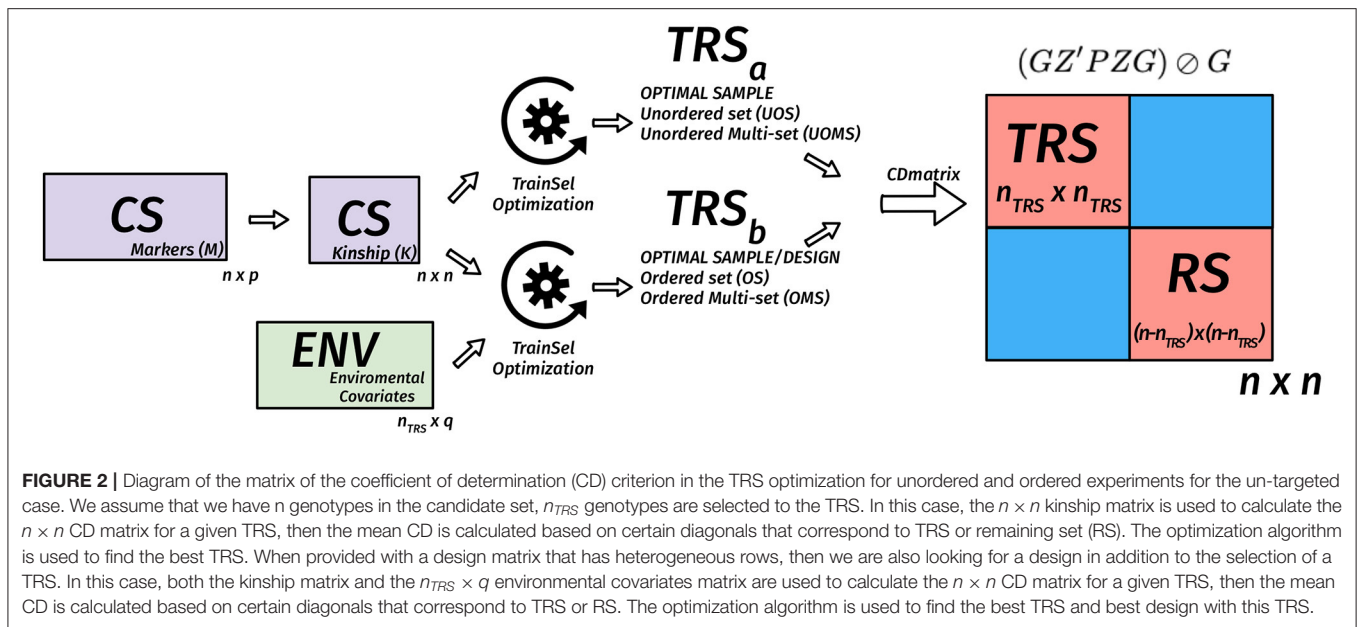 CS
Markers (M)
n x p
CS
Kinship (K)
n x n
ENV
Enviromental
Covariates
n_TRS x q
TrainSel
Optimization
TrainSel
Optimization
TRS_a
OPTIMAL SAMPLE
Unordered set (UOS)
Unordered Multi-set (UOMS)
TRS_b
OPTIMAL SAMPLE/DESIGN
Ordered set (OS)
Ordered Multi-set (OMS)
CDmatrix
(GZ'PZG) ⊘ G
TRS
n_TRS x n_TRS
RS
(n-n_TRS)x(n-n_TRS)
n x n
FIGURE 2 | Diagram of the matrix of the coefficient of determination (CD) criterion in the TRS optimization for unordered and ordered experiments for the un-targeted
case. We assume that we have n genotypes in the candidate set, n_TRS genotypes are selected to the TRS. In this case, the n × n kinship matrix is used to calculate the
n × n CD matrix for a given TRS, then the mean CD is calculated based on certain diagonals that correspond to TRS or remaining set (RS). The optimization algorithm
is used to find the best TRS. When provided with a design matrix that has heterogeneous rows, then we are also looking for a design in addition to the selection of a
TRS. In this case, both the kinship matrix and the n_TRS × q environmental covariates matrix are used to calculate the n × n CD matrix for a given TRS, then the mean
CD is calculated based on certain diagonals that correspond to TRS or RS. The optimization algorithm is used to find the best TRS and best design with this TRS.